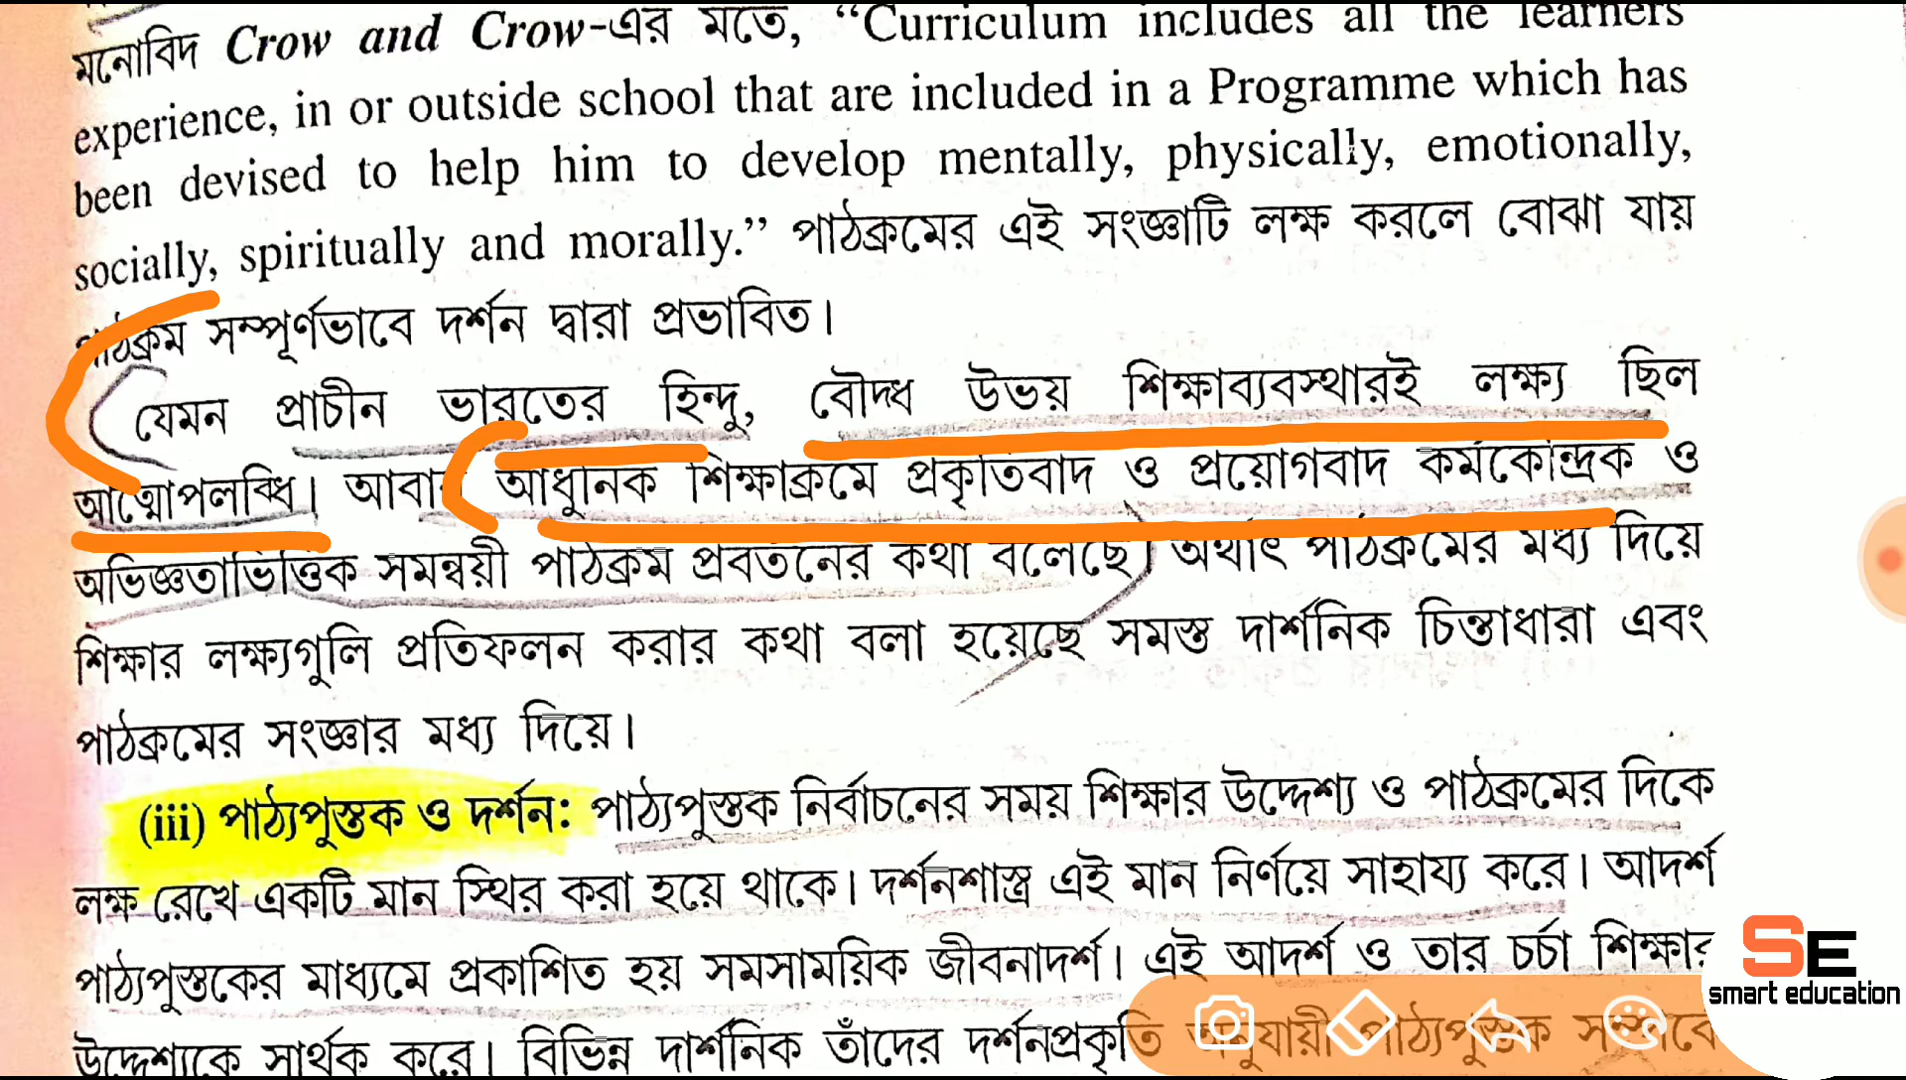 মনোবিদ Crow and Crow-এর মতে, “Curriculum includes all the learners
experience, in or outside school that are included in a Programme which has
been devised to help him to develop mentally, physically, emotionally,
socially, spiritually and morally.” পাঠক্রমের এই সংজ্ঞাটি লক্ষ করলে বোঝা যায়
পাঠক্রম সম্পূর্ণভাবে দর্শন দ্বারা প্রভাবিত।
যেমন প্রাচীন ভারতের হিন্দু, বৌদ্ধ উভয় শিক্ষাব্যবস্থারই লক্ষ্য ছিল
আত্মোপলব্ধি। আবার আধুনিক শিক্ষাক্রমে প্রকৃতিবাদ ও প্রয়োগবাদ কর্মকেন্দ্রিক ও
অভিজ্ঞতাভিত্তিক সমন্বয়ী পাঠক্রম প্রবর্তনের কথা বলেছে। অর্থাৎ পাঠক্রমের মধ্য দিয়ে
শিক্ষার লক্ষ্যগুলি প্রতিফলন করার কথা বলা হয়েছে সমস্ত দার্শনিক চিন্তাধারা এবং
পাঠক্রমের সংজ্ঞার মধ্য দিয়ে।
(iii) পাঠ্যপুস্তক ও দর্শন: পাঠ্যপুস্তক নির্বাচনের সময় শিক্ষার উদ্দেশ্য ও পাঠক্রমের দিকে
লক্ষ রেখে একটি মান স্থির করা হয়ে থাকে। দর্শনশাস্ত্র এই মান নির্ণয়ে সাহায্য করে। আদর্শ
পাঠ্যপুস্তকের মাধ্যমে প্রকাশিত হয় সমসাময়িক জীবনাদর্শ। এই আদর্শ ও তার চর্চা শিক্ষার
উদ্দেশ্যকে সার্থক করে। বিভিন্ন দার্শনিক তাঁদের দর্শনপ্রকৃতি অনুযায়ী পাঠ্যপুস্তক সম্পর্কে
SE
smart education